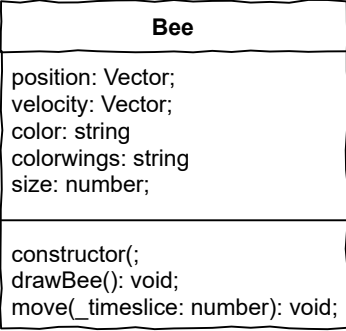 Bee
position: Vector;
velocity: Vector;
color: string
colorwings: string
size: number;
constructor(;
drawBee(): void;
move(_timeslice: number): void;